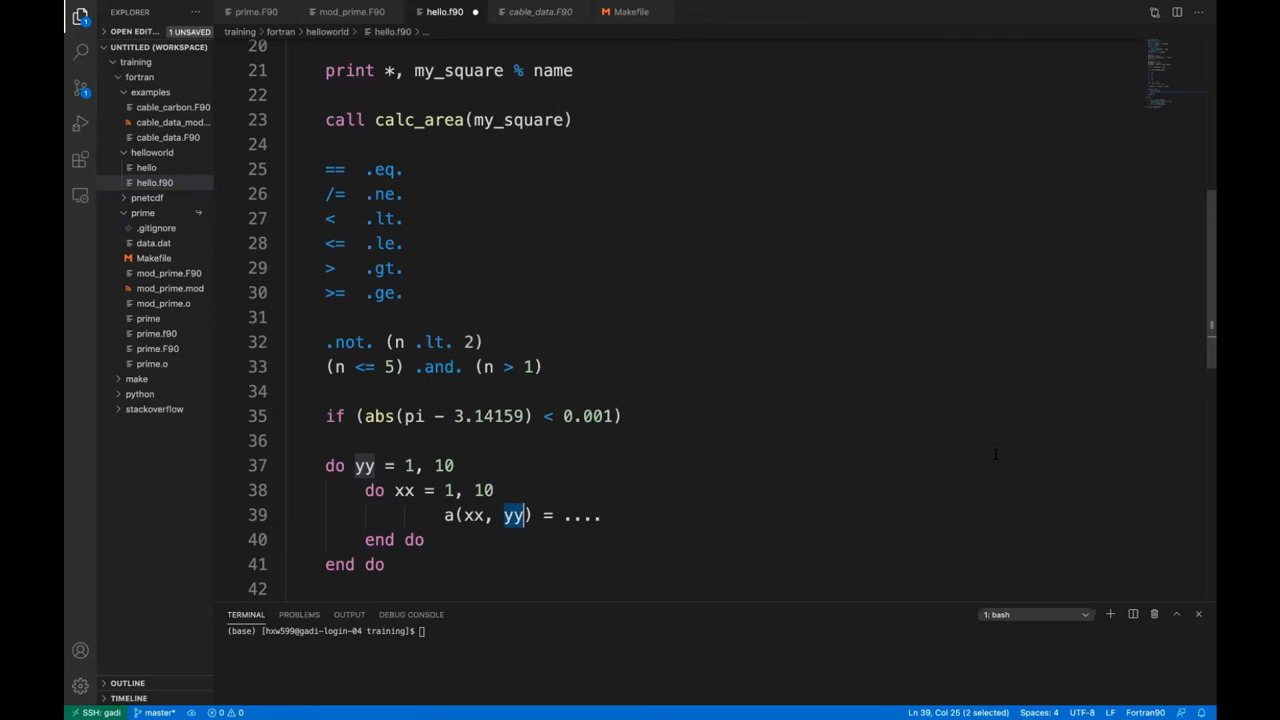 EXPLORER ···
prime.F90 mod_prime.F90 hello.f90 cable_data.F90 Makefile
OPEN EDIT... 1 UNSAVED
training fortran helloworld hello.f90 ...
UNTITLED (WORKSPACE)
training
fortran
examples
cable_carbon.F90
cable_data_mod...
cable_data.F90
helloworld
hello
hello.f90
pnetcdf
prime
.gitignore
data.dat
Makefile
mod_prime.F90
mod_prime.mod
mod_prime.o
prime
prime.f90
prime.F90
prime.o
make
python
stackoverflow
OUTLINE
TIMELINE
1
1
20
21 print *, my_square % name
22
23 call calc_area(my_square)
24
25 == .eq.
26 /= .ne.
27 < .lt.
28 <= .le.
29 > .gt.
30 >= .ge.
31
32 .not. (n .lt. 2)
33 (n <= 5) .and. (n > 1)
34
35 if (abs(pi - 3.14159) < 0.001)
36
37 do yy = 1, 10
38 do xx = 1, 10
39 a(xx, yy) = ....
40 end do
41 end do
42
TERMINAL PROBLEMS OUTPUT DEBUG CONSOLE 1: bash
(base) [hxw599@gadi-login-04 training]$
SSH: gadi master* 0 0 Ln 39, Col 25 (2 selected) Spaces: 4 UTF-8 LF Fortran90